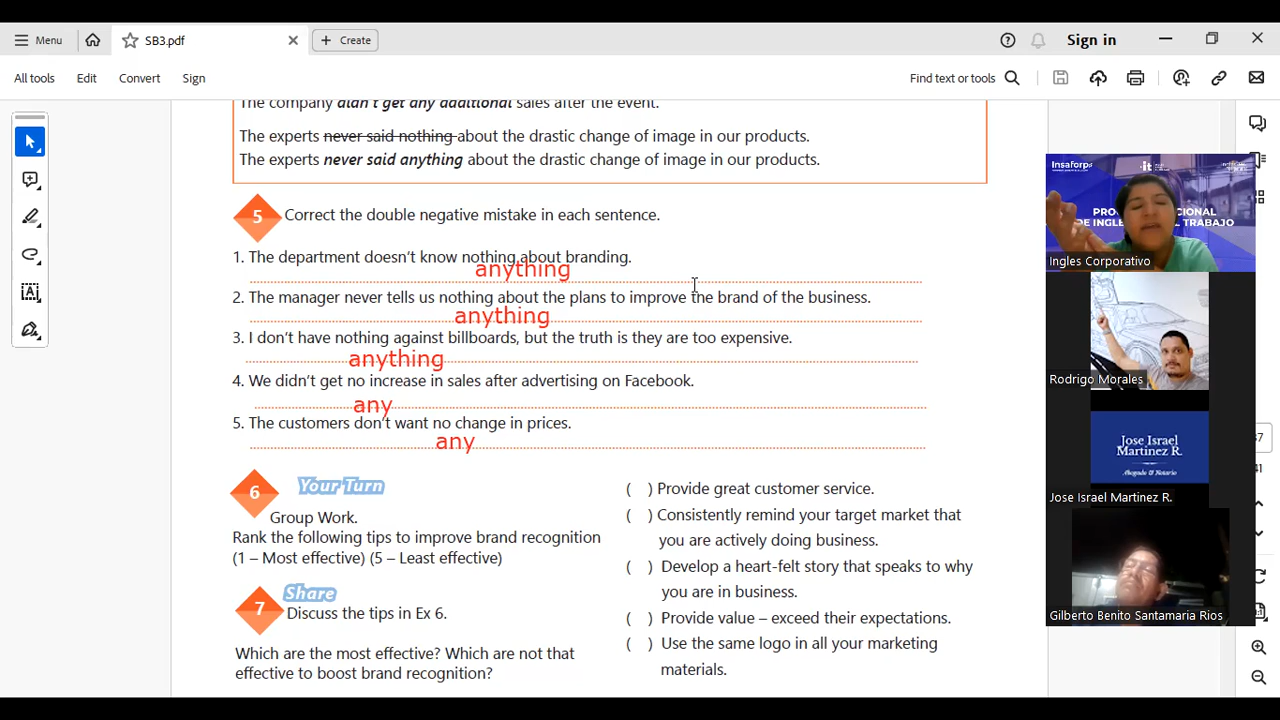 Menu
SB3.pdf
Create
Sign in
All tools
Edit
Convert
Sign
Find text or tools
The company didn't get any additional sales after the event.
The experts never said nothing about the drastic change of image in our products.
The experts never said anything about the drastic change of image in our products.
5 Correct the double negative mistake in each sentence.
1. The department doesn't know nothing about branding.
anything
2. The manager never tells us nothing about the plans to improve the brand of the business.
anything
3. I don't have nothing against billboards, but the truth is they are too expensive.
anything
4. We didn't get no increase in sales after advertising on Facebook.
any
5. The customers don't want no change in prices.
any
6 Your Turn
Group Work.
Rank the following tips to improve brand recognition
(1 – Most effective) (5 – Least effective)
7 Share
Discuss the tips in Ex 6.
Which are the most effective? Which are not that
effective to boost brand recognition?
( ) Provide great customer service.
( ) Consistently remind your target market that
you are actively doing business.
( ) Develop a heart-felt story that speaks to why
you are in business.
( ) Provide value – exceed their expectations.
( ) Use the same logo in all your marketing
materials.
Insaforp
it
CIONAL
DE INGLE
L TRABAJO
Ingles Corporativo
Rodrigo Morales
Jose Israel
Martinez R.
Abogado & Notario
Jose Israel Martinez R.
Gilberto Benito Santamaria Rios